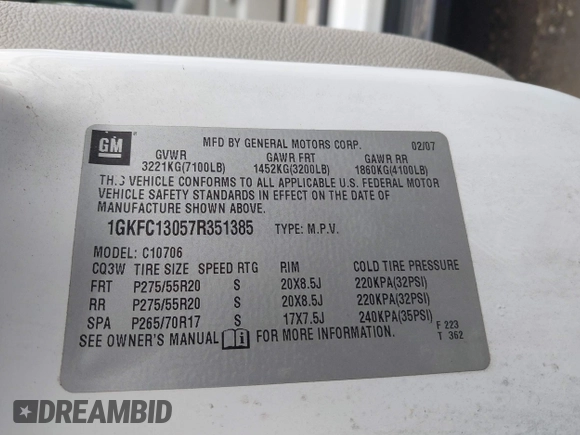 GM
MFD BY GENERAL MOTORS CORP. 02/07
GVWR GAWR FRT GAWR RR
3221KG(7100LB) 1452KG(3200LB) 1860KG(4100LB)
THIS VEHICLE CONFORMS TO ALL APPLICABLE U.S. FEDERAL MOTOR
VEHICLE SAFETY STANDARDS IN EFFECT ON THE DATE OF
MANUFACTURE SHOWN ABOVE.
1GKFC13057R351385 TYPE: M.P.V.
MODEL: C10706
CQ3W TIRE SIZE SPEED RTG RIM COLD TIRE PRESSURE
FRT P275/55R20 S 20X8.5J 220KPA(32PSI)
RR P275/55R20 S 20X8.5J 220KPA(32PSI)
SPA P265/70R17 S 17X7.5J 240KPA(35PSI)
SEE OWNER'S MANUAL FOR MORE INFORMATION. F 223
T 362
DREAMBID